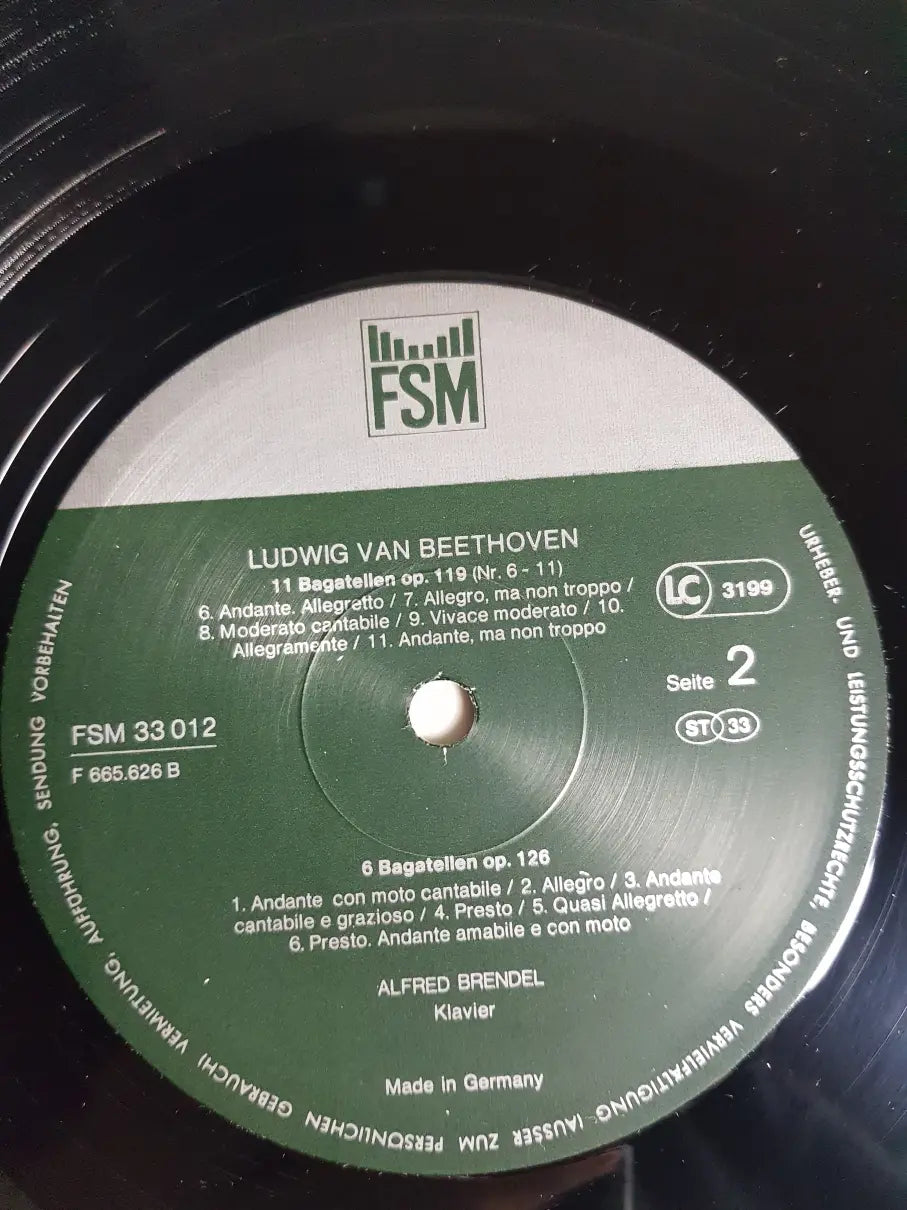 FSM
LUDWIG VAN BEETHOVEN
11 Bagatellen op. 119 (Nr. 6 - 11)
6. Andante. Allegretto / 7. Allegro, ma non troppo /
8. Moderato cantabile / 9. Vivace moderato / 10.
Allegramente / 11. Andante, ma non troppo
LC 3199
Seite 2
ST 33
FSM 33 012
F 665.626 B
6 Bagatellen op. 126
1. Andante con moto cantabile / 2. Allegro / 3. Andante
cantabile e grazioso / 4. Presto / 5. Quasi Allegretto /
6. Presto. Andante amabile e con moto
ALFRED BRENDEL
Klavier
Made in Germany
URHEBER- UND LEISTUNGSSCHUTZRECHTE, BESONDERS VERVIELFÄLTIGUNG (AUSSER ZUM PERSÖNLICHEN GEBRAUCH) VERMIETUNG, AUFFÜHRUNG, SENDUNG VORBEHALTEN